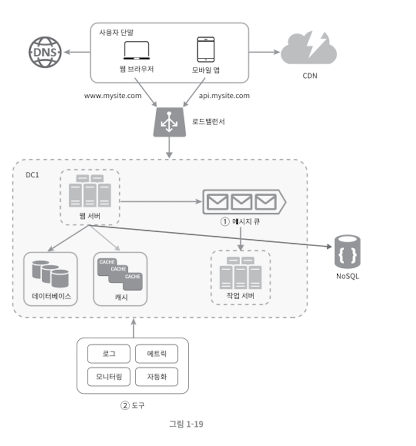 사용자 단말
DNS
웹 브라우저
모바일 앱
CDN
www.mysite.com
api.mysite.com
로드밸런서
DC1
웹 서버
① 메시지 큐
데이터베이스
CACHE
CACHE
CACHE
캐시
작업 서버
NoSQL
로그
메트릭
모니터링
자동화
② 도구
그림 1-19